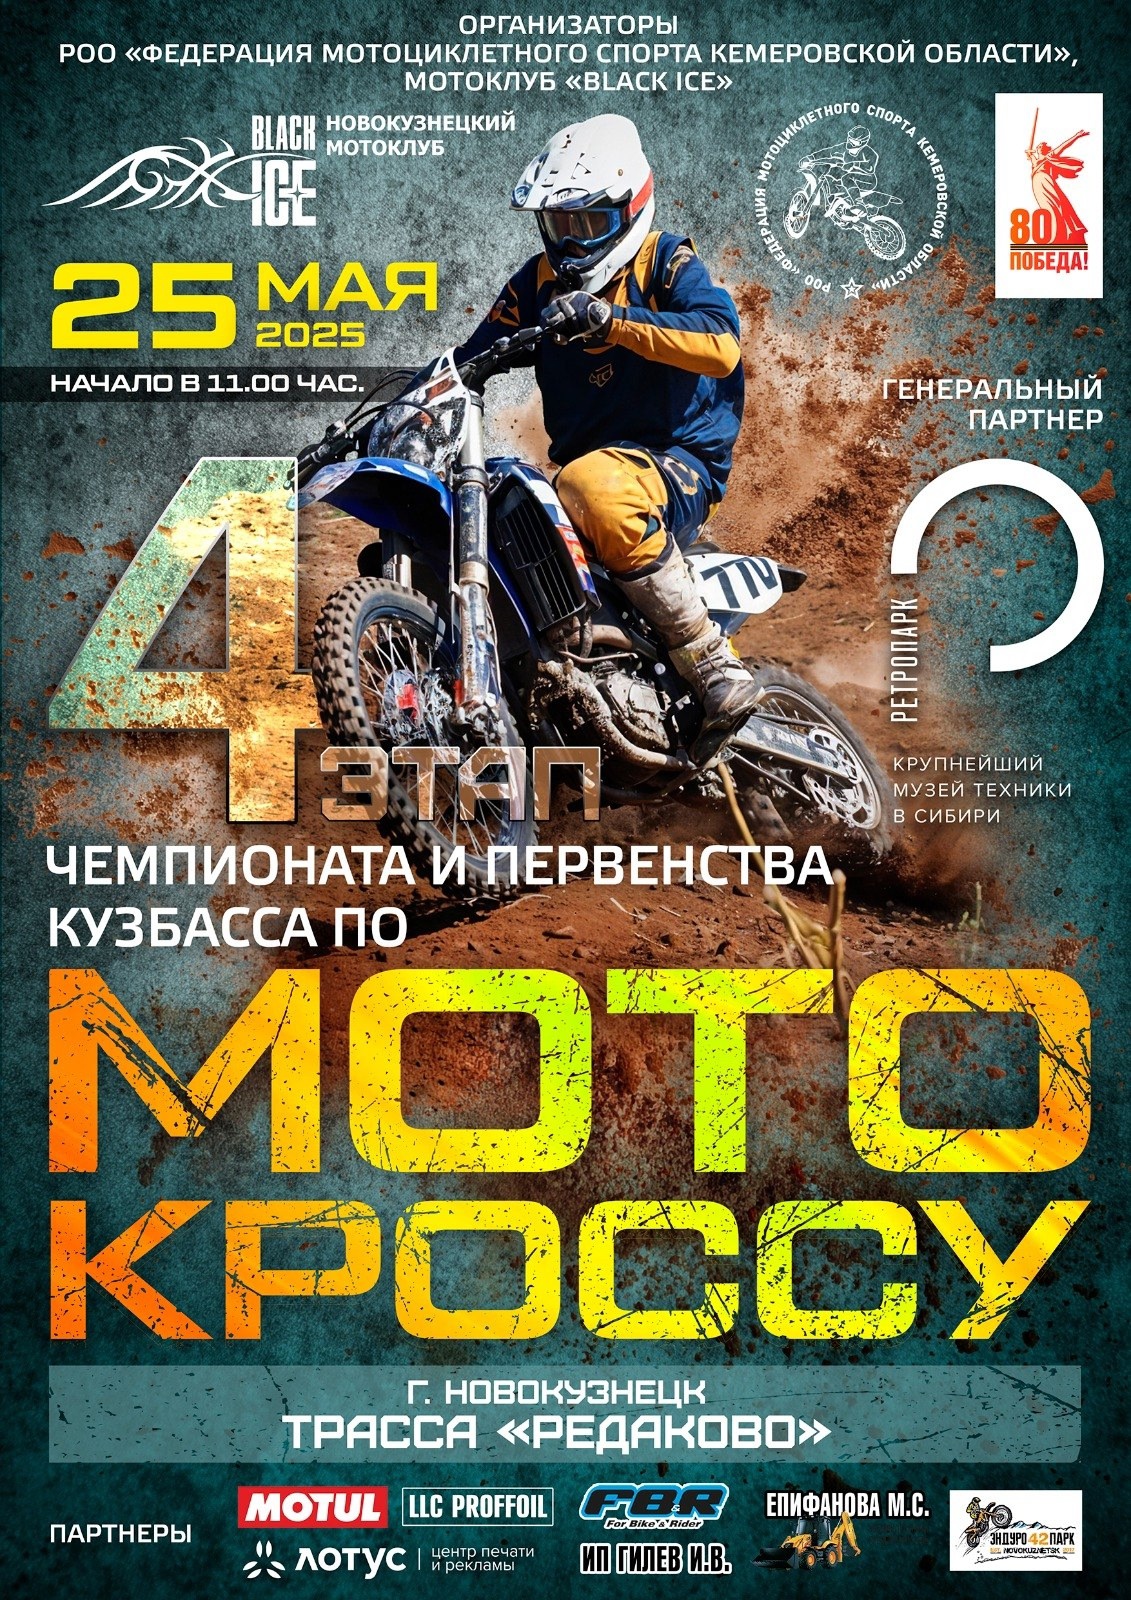 ОРГАНИЗАТОРЫ
РОО «ФЕДЕРАЦИЯ МОТОЦИКЛЕТНОГО СПОРТА КЕМЕРОВСКОЙ ОБЛАСТИ»,
МОТОКЛУБ «BLACK ICE»
BLACK
ICE
НОВОКУЗНЕЦКИЙ
МОТОКЛУБ
РОО «ФЕДЕРАЦИЯ МОТОЦИКЛЕТНОГО СПОРТА КЕМЕРОВСКОЙ ОБЛАСТИ»
80
ПОБЕДА!
25 МАЯ
2025
НАЧАЛО В 11.00 ЧАС.
ГЕНЕРАЛЬНЫЙ
ПАРТНЕР
РЕТРОПАРК
КРУПНЕЙШИЙ
МУЗЕЙ ТЕХНИКИ
В СИБИРИ
4 ЭТАП
ЧЕМПИОНАТА И ПЕРВЕНСТВА
КУЗБАССА ПО
МОТО
КРОССУ
Г. НОВОКУЗНЕЦК
ТРАССА «РЕДАКОВО»
ПАРТНЕРЫ
MOTUL
LLC PROFFOIL
ЛОТУС
центр печати
и рекламы
FB&R
For Bike & Rider
ИП ГИЛЕВ И.В.
ЕПИФАНОВА М.С.
ЭНДУРО 42 ПАРК
NOVOKUZNETSK